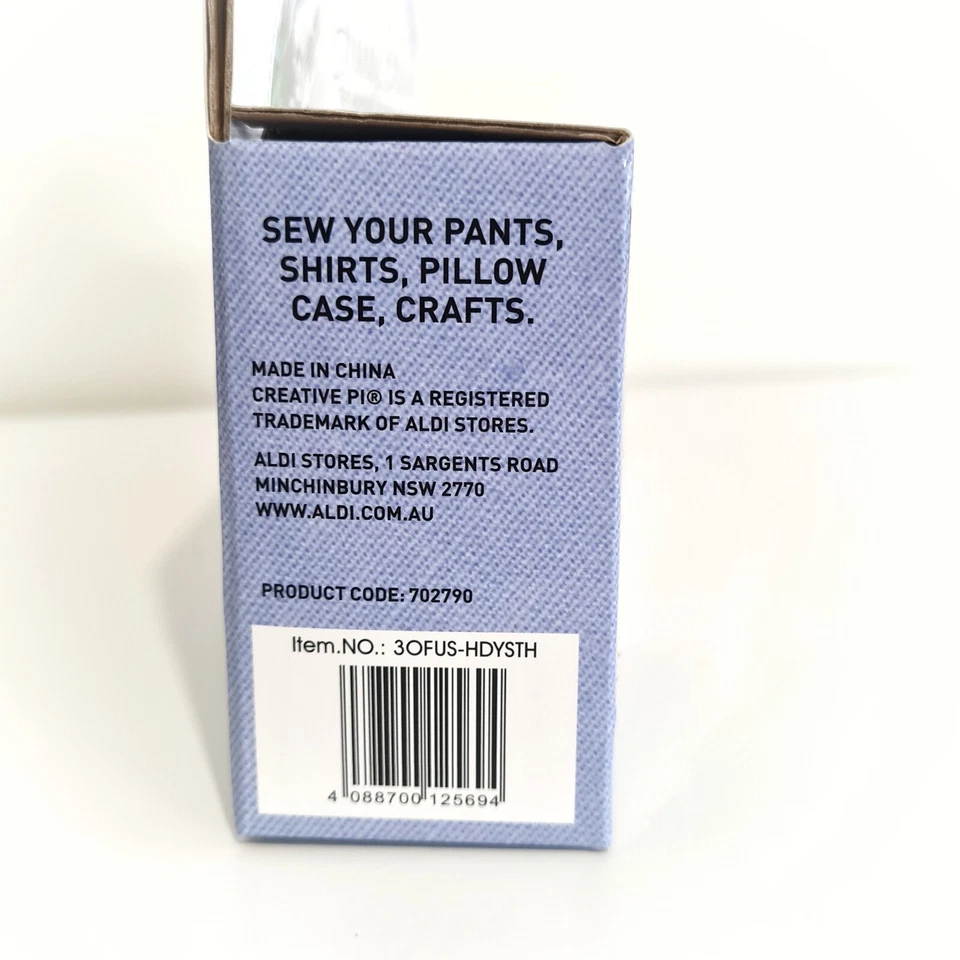 SEW YOUR PANTS,
SHIRTS, PILLOW
CASE, CRAFTS.
MADE IN CHINA
CREATIVE PI® IS A REGISTERED
TRADEMARK OF ALDI STORES.
ALDI STORES, 1 SARGENTS ROAD
MINCHINBURY NSW 2770
WWW.ALDI.COM.AU
PRODUCT CODE: 702790
Item.NO.: 3OFUS-HDYSTH
4 088700 125694